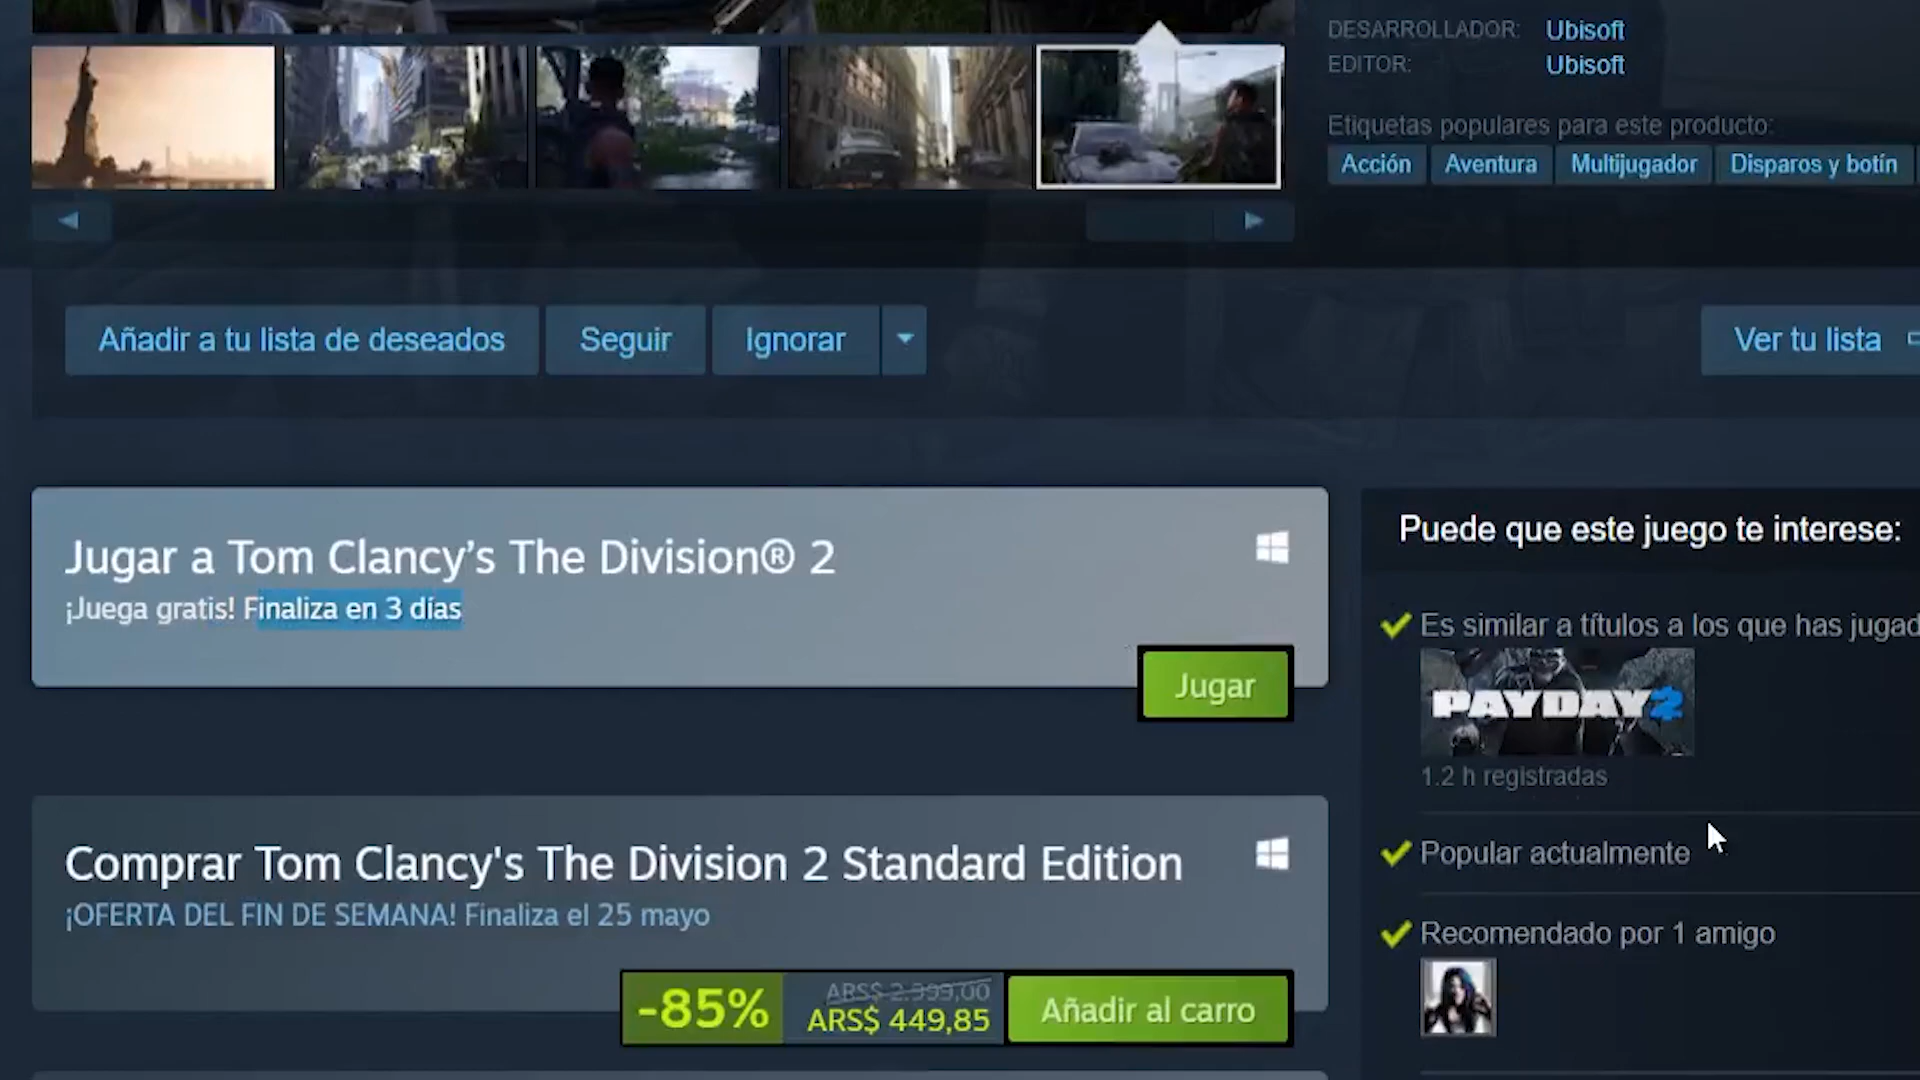 DESARROLLADOR: Ubisoft
EDITOR: Ubisoft
Etiquetas populares para este producto:
Acción Aventura Multijugador Disparos y botín
Añadir a tu lista de deseados Seguir Ignorar Ver tu lista
Jugar a Tom Clancy’s The Division® 2
¡Juega gratis! Finaliza en 3 días
Jugar
Comprar Tom Clancy's The Division 2 Standard Edition
¡OFERTA DEL FIN DE SEMANA! Finaliza el 25 mayo
-85% ARS$ 2.999,00
ARS$ 449,85
Añadir al carro
Puede que este juego te interese:
Es similar a títulos a los que has jugad
PAYDAY 2
1.2 h registradas
Popular actualmente
Recomendado por 1 amigo